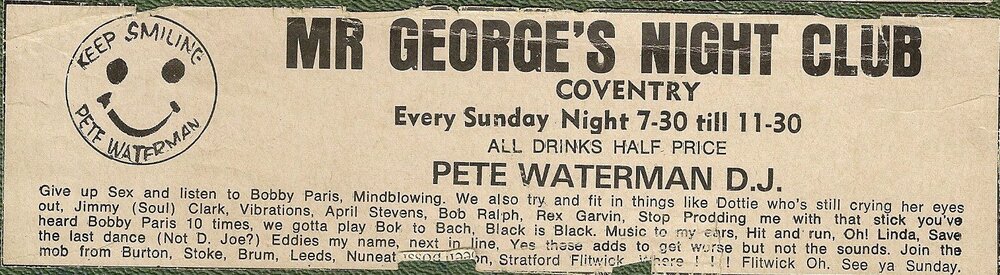 KEEP SMILING
PETE WATERMAN
MR GEORGE'S NIGHT CLUB
COVENTRY
Every Sunday Night 7-30 till 11-30
ALL DRINKS HALF PRICE
PETE WATERMAN D.J.
Give up Sex and listen to Bobby Paris, Mindblowing. We also try and fit in things like Dottie who's still crying her eyes
out, Jimmy (Soul) Clark, Vibrations, April Stevens, Bob Ralph, Rex Garvin, Stop Prodding me with that stick you've
heard Bobby Paris 10 times, we gotta play Bok to Bach, Black is Black. Music to my ears, Hit and run, Oh! Linda, Save
the last dance (Not D. Joe?) Eddies my name, next in line, Yes these adds to get worse but not the sounds. Join the
mob from Burton, Stoke, Brum, Leeds, Nuneat Stratford Flitwick Where ! ! ! Flitwick Oh. See ya Sunday.